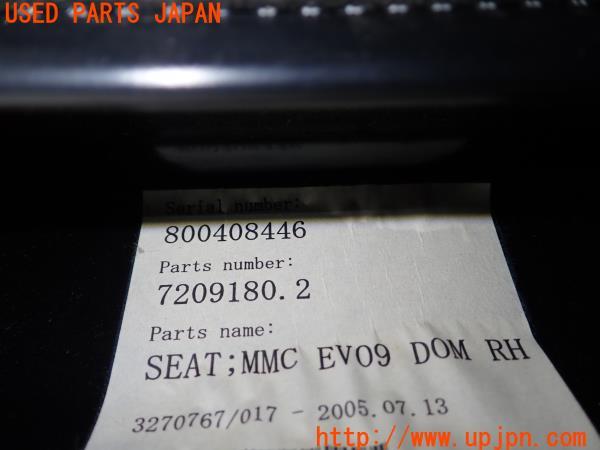 USED PARTS JAPAN
Serial number:
800408446
Parts number:
7209180.2
Parts name:
SEAT;MMC EVO9 DOM RH
3270767/017 - 2005.07.13
http://www.upjpn.com